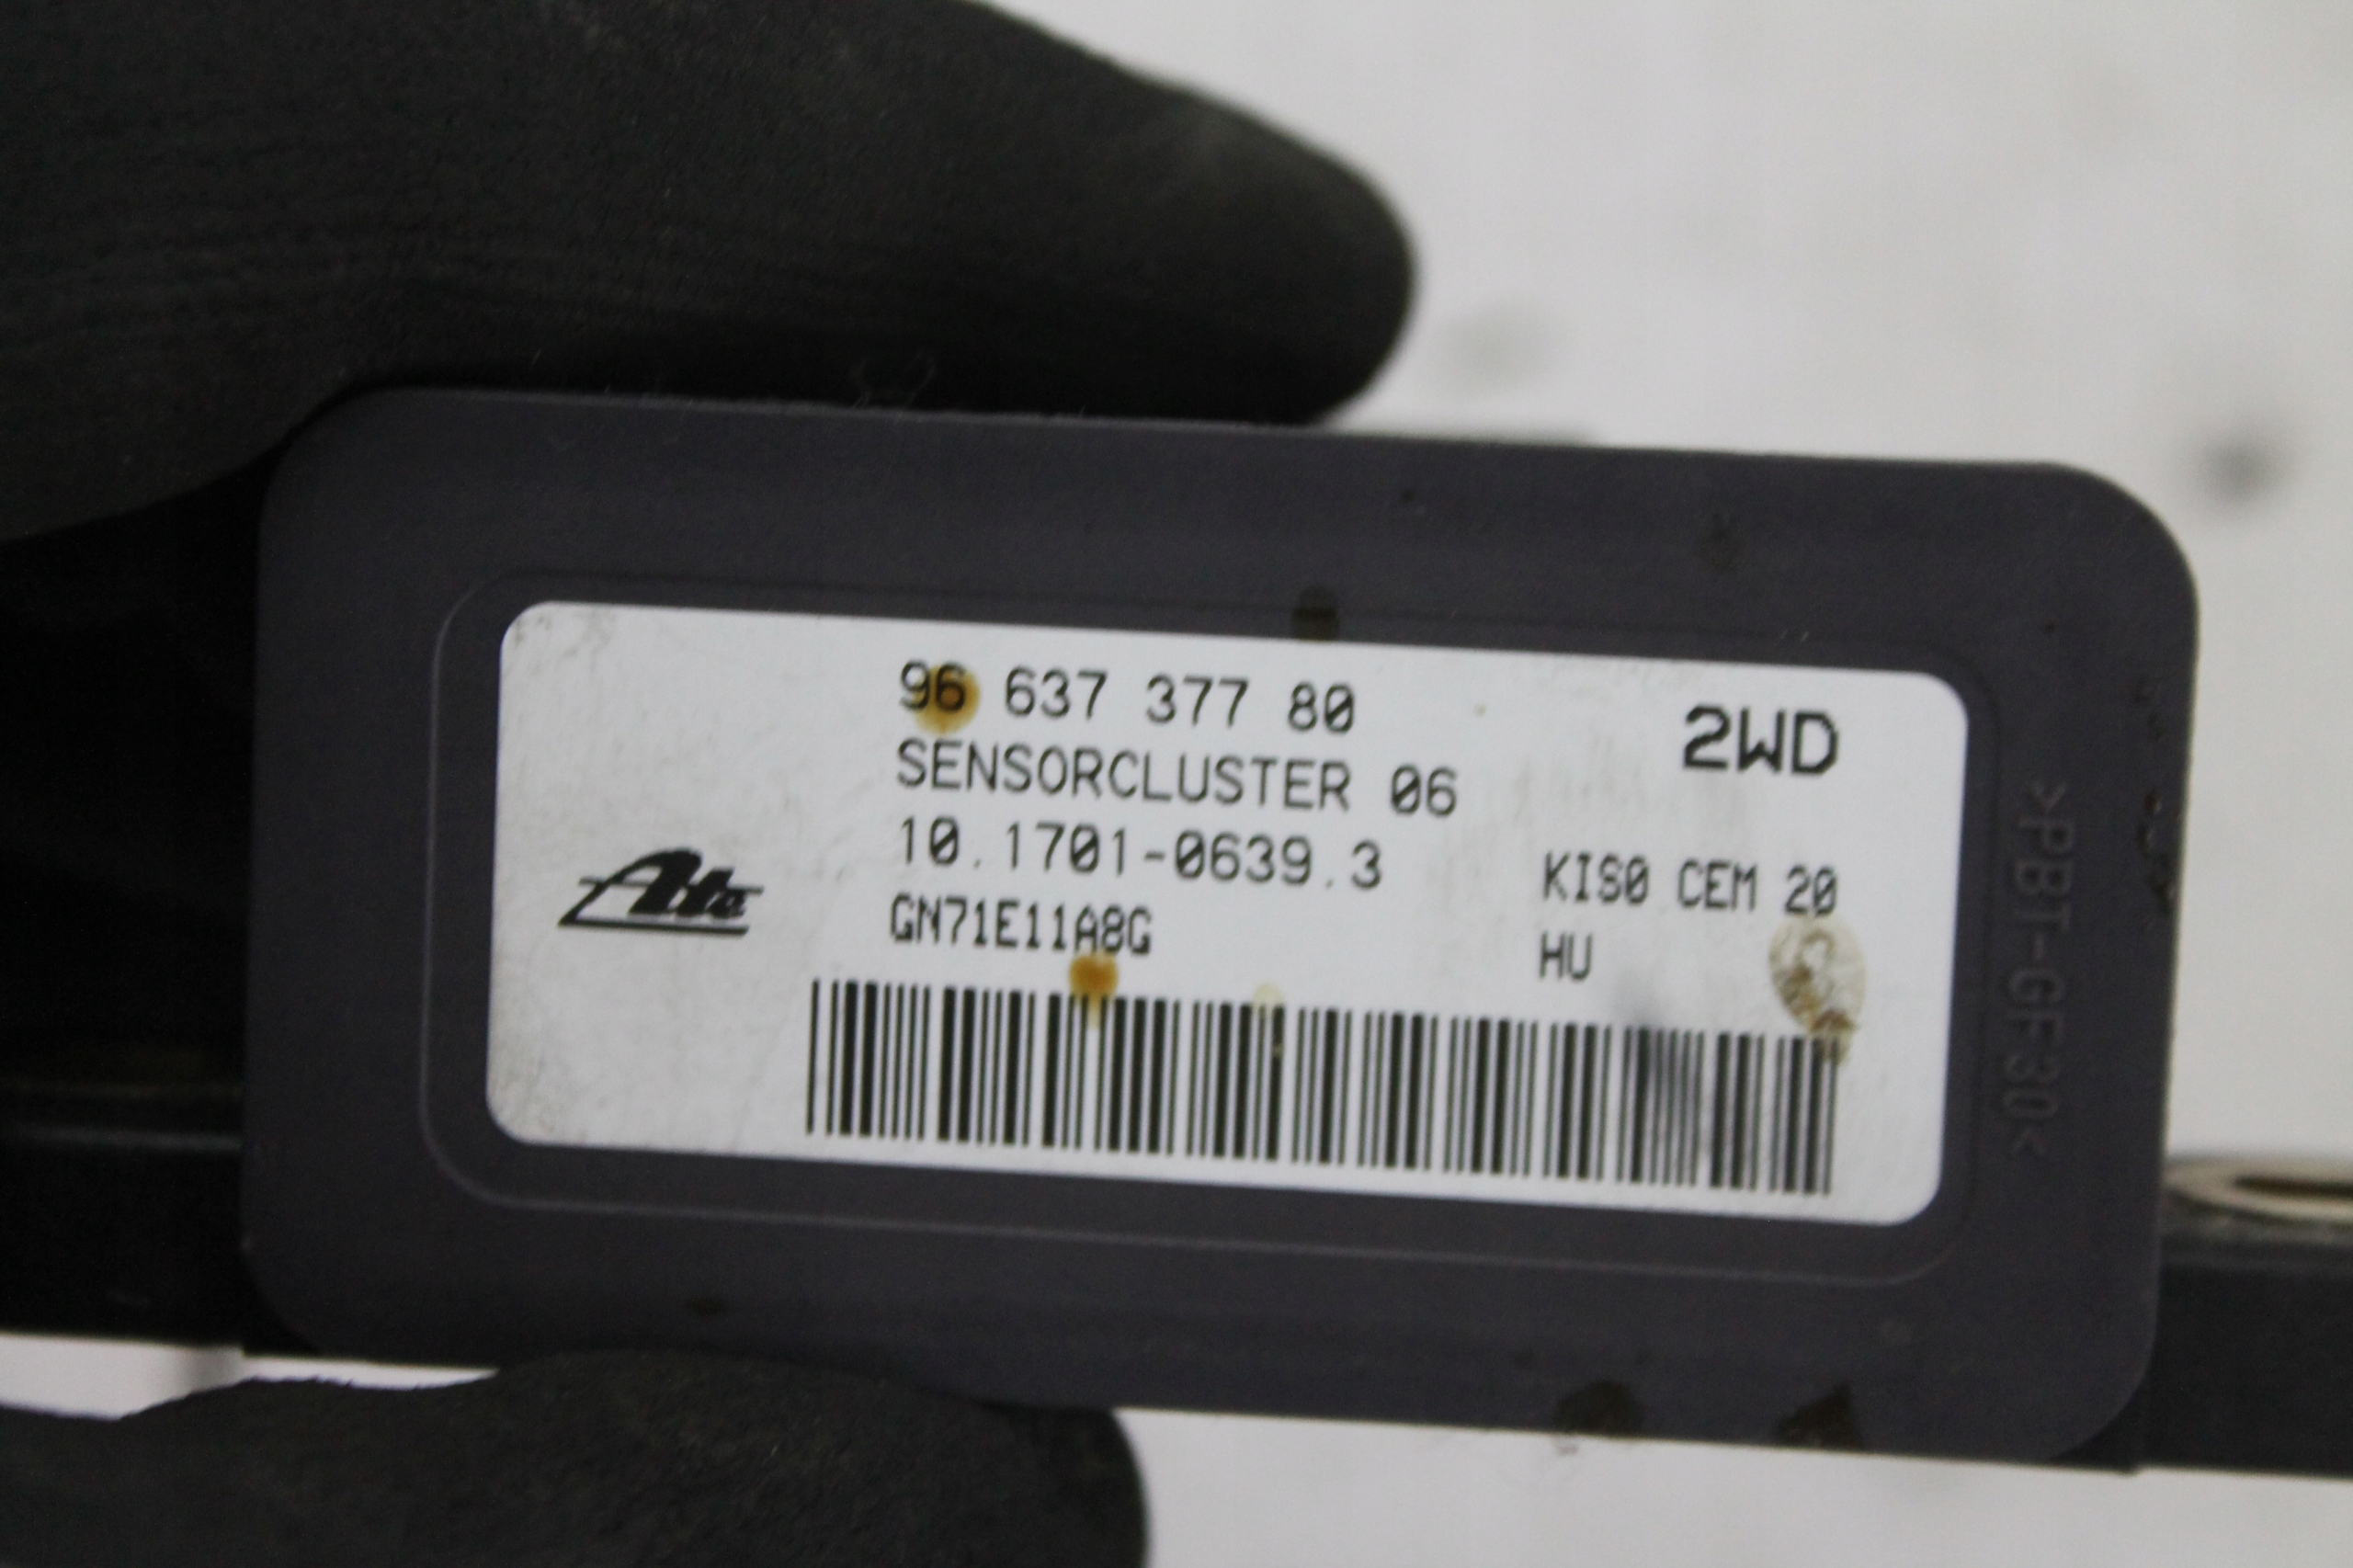 96 637 377 80
2WD
SENSORCLUSTER 06
10.1701-0639.3
KIS0 CEM 20
GN71E11A8G
HU
Ate
>PBT-GF30<